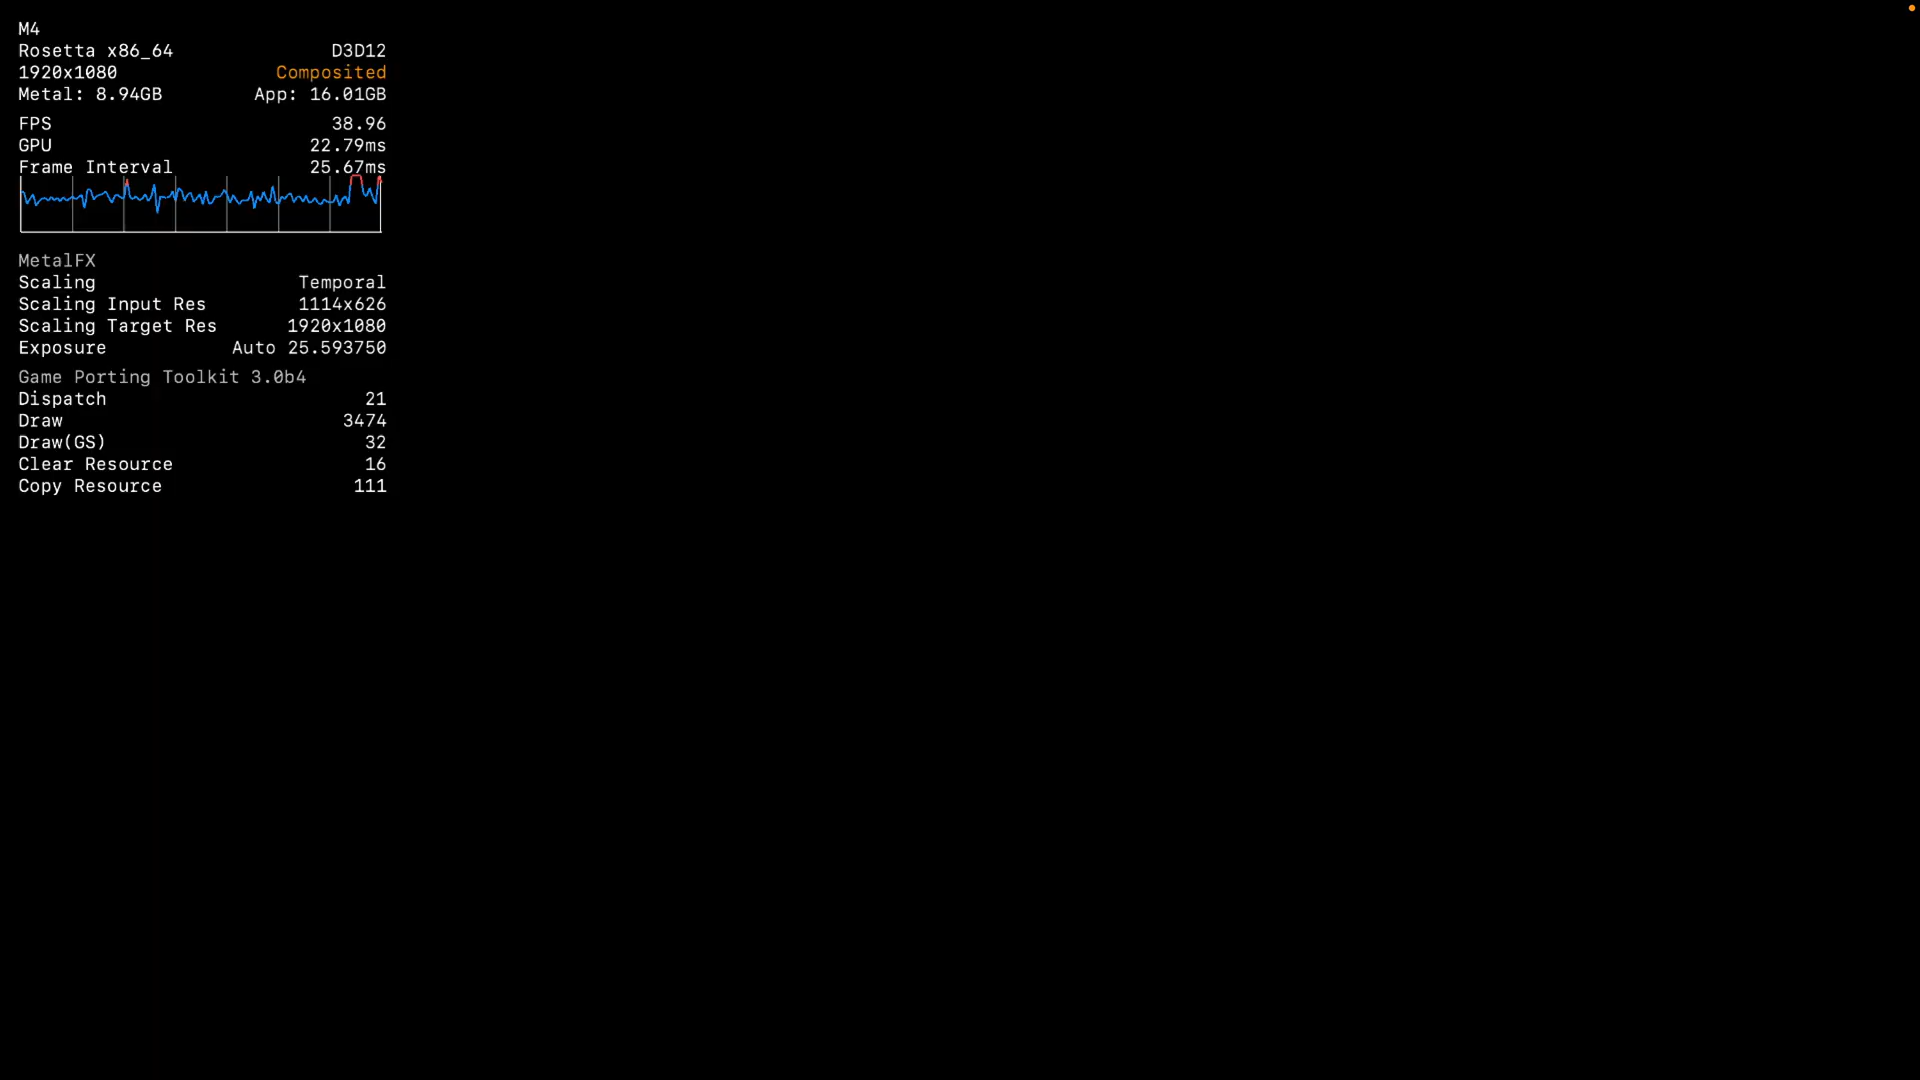 M4
Rosetta x86_64 D3D12
1920x1080 Composited
Metal: 8.94GB App: 16.01GB
FPS 38.96
GPU 22.79ms
Frame Interval 25.67ms
MetalFX
Scaling Temporal
Scaling Input Res 1114x626
Scaling Target Res 1920x1080
Exposure Auto 25.593750
Game Porting Toolkit 3.0b4
Dispatch 21
Draw 3474
Draw(GS) 32
Clear Resource 16
Copy Resource 111